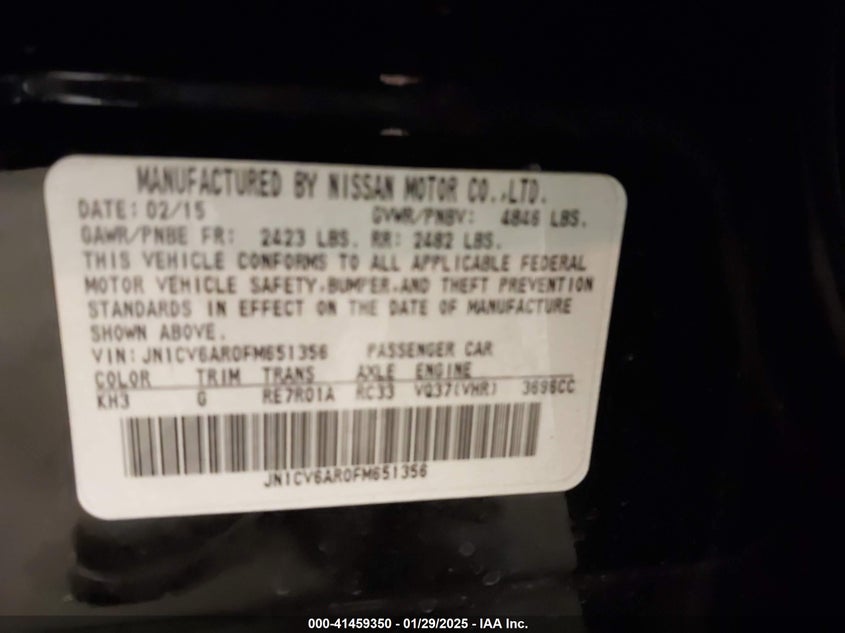 MANUFACTURED BY NISSAN MOTOR CO.,LTD.
DATE: 02/15 GVWR/PNBV: 4846 LBS.
GAWR/PNBE FR: 2423 LBS. RR: 2482 LBS.
THIS VEHICLE CONFORMS TO ALL APPLICABLE FEDERAL
MOTOR VEHICLE SAFETY,BUMPER,AND THEFT PREVENTION
STANDARDS IN EFFECT ON THE DATE OF MANUFACTURE
SHOWN ABOVE.
VIN: JN1CV6AR0FM651356 PASSENGER CAR
COLOR TRIM TRANS AXLE ENGINE
KH3 G RE7R01A RC33 VQ37(VHR) 3696CC
JN1CV6AR0FM651356
000-41459350 - 01/29/2025 - IAA Inc.